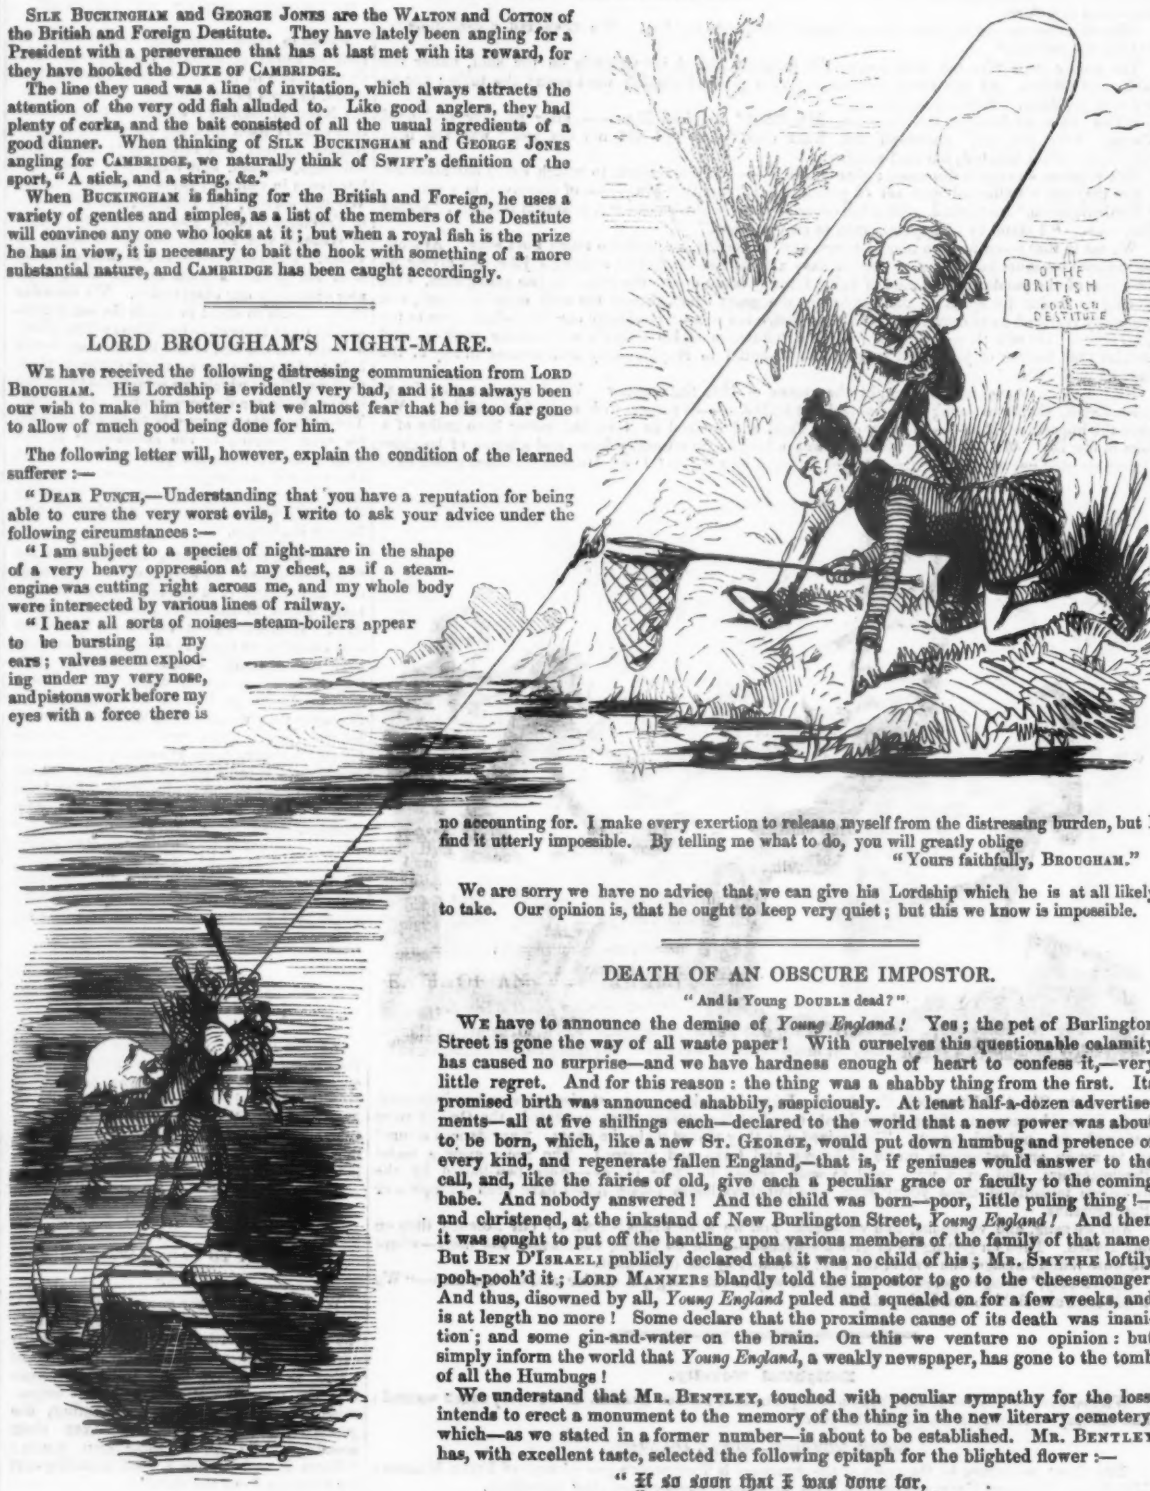 SILK BUCKINGHAM and GEORGE JONES are the WALTON and COTTON of
the British and Foreign Destitute. They have lately been angling for a
President with a perseverance that has at last met with its reward, for
they have hooked the DUKE OF CAMBRIDGE.
The line they used was a line of invitation, which always attracts the
attention of the very odd fish alluded to. Like good anglers, they had
plenty of corks, and the bait consisted of all the usual ingredients of a
good dinner. When thinking of SILK BUCKINGHAM and GEORGE JONES
angling for CAMBRIDGE, we naturally think of SWIFT'S definition of the
sport, "A stick, and a string, &c."
When BUCKINGHAM is fishing for the British and Foreign, he uses a
variety of gentles and simples, as a list of the members of the Destitute
will convince any one who looks at it; but when a royal fish is the prize
he has in view, it is necessary to bait the hook with something of a more
substantial nature, and CAMBRIDGE has been caught accordingly.
TO THE
BRITISH
&
FOREIGN
DESTITUTE
LORD BROUGHAM'S NIGHT-MARE.
WE have received the following distressing communication from LORD
BROUGHAM. His Lordship is evidently very bad, and it has always been
our wish to make him better: but we almost fear that he is too far gone
to allow of much good being done for him.
The following letter will, however, explain the condition of the learned
sufferer:—
"DEAR PUNCH,—Understanding that you have a reputation for being
able to cure the very worst evils, I write to ask your advice under the
following circumstances:—
"I am subject to a species of night-mare in the shape
of a very heavy oppression at my chest, as if a steam-
engine was cutting right across me, and my whole body
were intersected by various lines of railway.
"I hear all sorts of noises—steam-boilers appear
to be bursting in my
ears; valves seem explod-
ing under my very nose,
and pistons work before my
eyes with a force there is
no accounting for. I make every exertion to release myself from the distressing burden, but I
find it utterly impossible. By telling me what to do, you will greatly oblige
"Yours faithfully, BROUGHAM."
We are sorry we have no advice that we can give his Lordship which he is at all likely
to take. Our opinion is, that he ought to keep very quiet; but this we know is impossible.
DEATH OF AN OBSCURE IMPOSTOR.
"And is Young DOUBLE dead?"
WE have to announce the demise of Young England! Yes; the pet of Burlington
Street is gone the way of all waste paper! With ourselves this questionable calamity
has caused no surprise—and we have hardness enough of heart to confess it,—very
little regret. And for this reason: the thing was a shabby thing from the first. Its
promised birth was announced shabbily, suspiciously. At least half-a-dozen advertise-
ments—all at five shillings each—declared to the world that a new power was about
to be born, which, like a new ST. GEORGE, would put down humbug and pretence of
every kind, and regenerate fallen England,—that is, if geniuses would answer to the
call, and, like the fairies of old, give each a peculiar grace or faculty to the coming
babe. And nobody answered! And the child was born—poor, little puling thing!—
and christened, at the inkstand of New Burlington Street, Young England! And then
it was sought to put off the bantling upon various members of the family of that name.
But BEN D'ISRAELI publicly declared that it was no child of his; MR. SMYTHE loftily
pooh-pooh'd it; LORD MANNERS blandly told the impostor to go to the cheesemonger.
And thus, disowned by all, Young England puled and squealed on for a few weeks, and
is at length no more! Some declare that the proximate cause of its death was inani-
tion; and some gin-and-water on the brain. On this we venture no opinion: but
simply inform the world that Young England, a weakly newspaper, has gone to the tomb
of all the Humbugs!
We understand that MR. BENTLEY, touched with peculiar sympathy for the loss,
intends to erect a monument to the memory of the thing in the new literary cemetery,
which—as we stated in a former number—is about to be established. MR. BENTLEY
has, with excellent taste, selected the following epitaph for the blighted flower:—
"If so soon that I was done for,